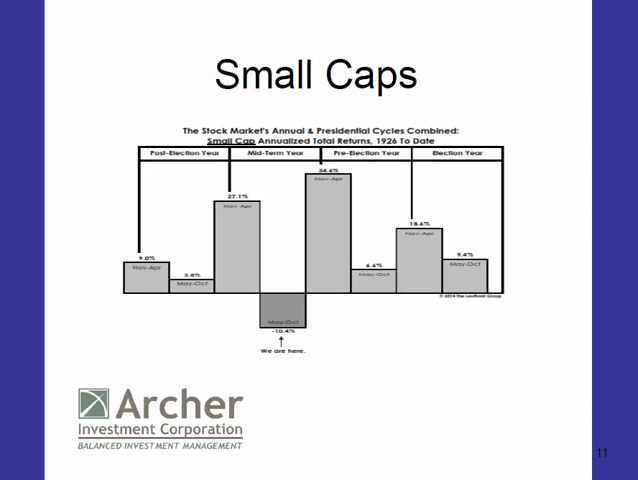 Small Caps
The Stock Market's Annual & Presidential Cycles Combined:
Small Cap Annualized Total Returns, 1926 To Date
Post-Election Year Mid-Term Year Pre-Election Year Election Year
34.6%
Nov-Apr
27.1%
Nov-Apr
18.6%
Nov-Apr
9.0%
Nov-Apr
3.8%
May-Oct
6.6%
May-Oct
9.4%
May-Oct
© 2014 The Leuthold Group
May-Oct
-10.4%
We are here.
Archer
Investment Corporation
BALANCED INVESTMENT MANAGEMENT
11